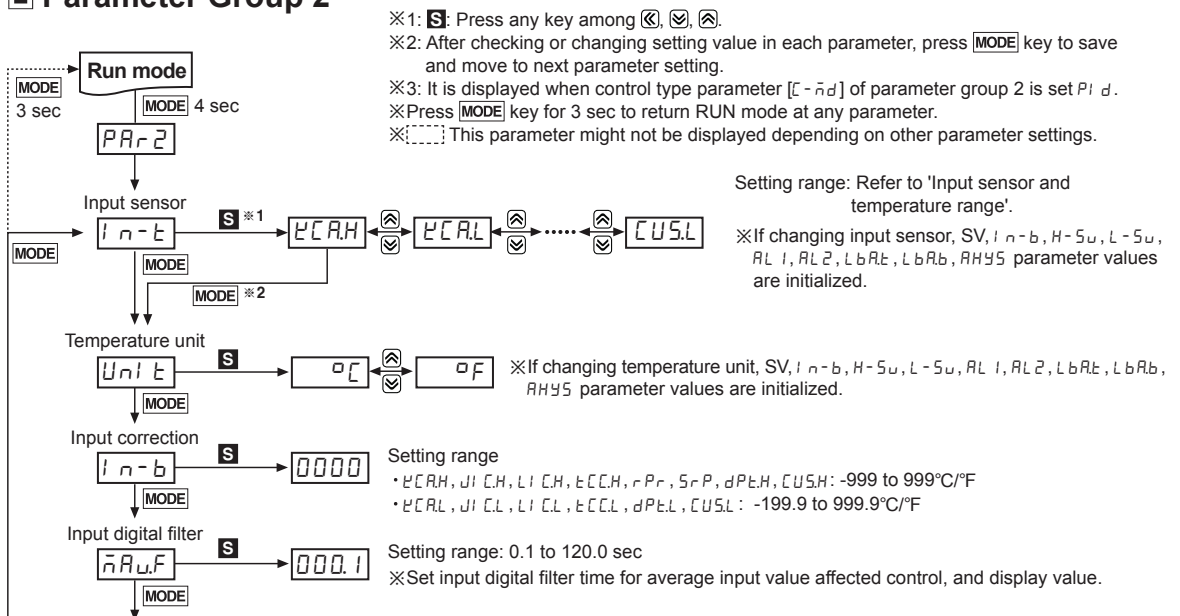 Parameter Group 2
※1: S: Press any key among «, ︾, ︽.
※2: After checking or changing setting value in each parameter, press MODE key to save
and move to next parameter setting.
※3: It is displayed when control type parameter [C-md] of parameter group 2 is set PId.
※Press MODE key for 3 sec to return RUN mode at any parameter.
※[ ] This parameter might not be displayed depending on other parameter settings.
Run mode
MODE
3 sec
MODE 4 sec
PAr2
Input sensor
In-t
S ※1
KCA.H
︽
︾
KCA.L
︽
︾
·····
︽
︾
CUS.L
Setting range: Refer to 'Input sensor and
temperature range'.
※If changing input sensor, SV, In-b, H-Sv, L-Sv,
AL1, AL2, LbA.t, LbA.b, AHYS parameter values
are initialized.
MODE
MODE
MODE ※2
Temperature unit
UnIt
S
°C
︽
︾
°F
※If changing temperature unit, SV, In-b, H-Sv, L-Sv, AL1, AL2, LbA.t, LbA.b,
AHYS parameter values are initialized.
MODE
Input correction
In-b
S
0000
Setting range
·KCA.H, JIC.H, LIC.H, tCC.H, rPr, SrP, dPt.H, CUS.H: -999 to 999°C/°F
·KCA.L, JIC.L, LIC.L, tCC.L, dPt.L, CUS.L: -199.9 to 999.9°C/°F
MODE
Input digital filter
mAv.F
S
000.1
Setting range: 0.1 to 120.0 sec
※Set input digital filter time for average input value affected control, and display value.
MODE